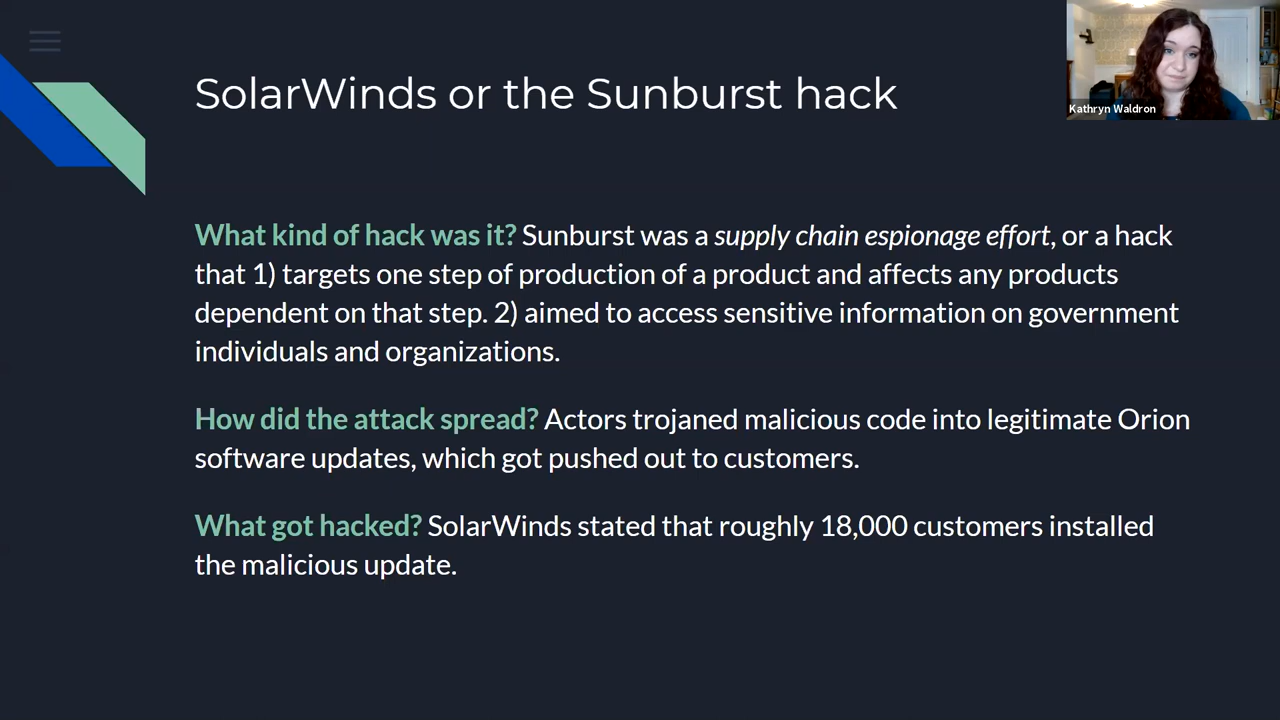 SolarWinds or the Sunburst hack
Kathryn Waldron
What kind of hack was it? Sunburst was a supply chain espionage effort, or a hack
that 1) targets one step of production of a product and affects any products
dependent on that step. 2) aimed to access sensitive information on government
individuals and organizations.
How did the attack spread? Actors trojaned malicious code into legitimate Orion
software updates, which got pushed out to customers.
What got hacked? SolarWinds stated that roughly 18,000 customers installed
the malicious update.